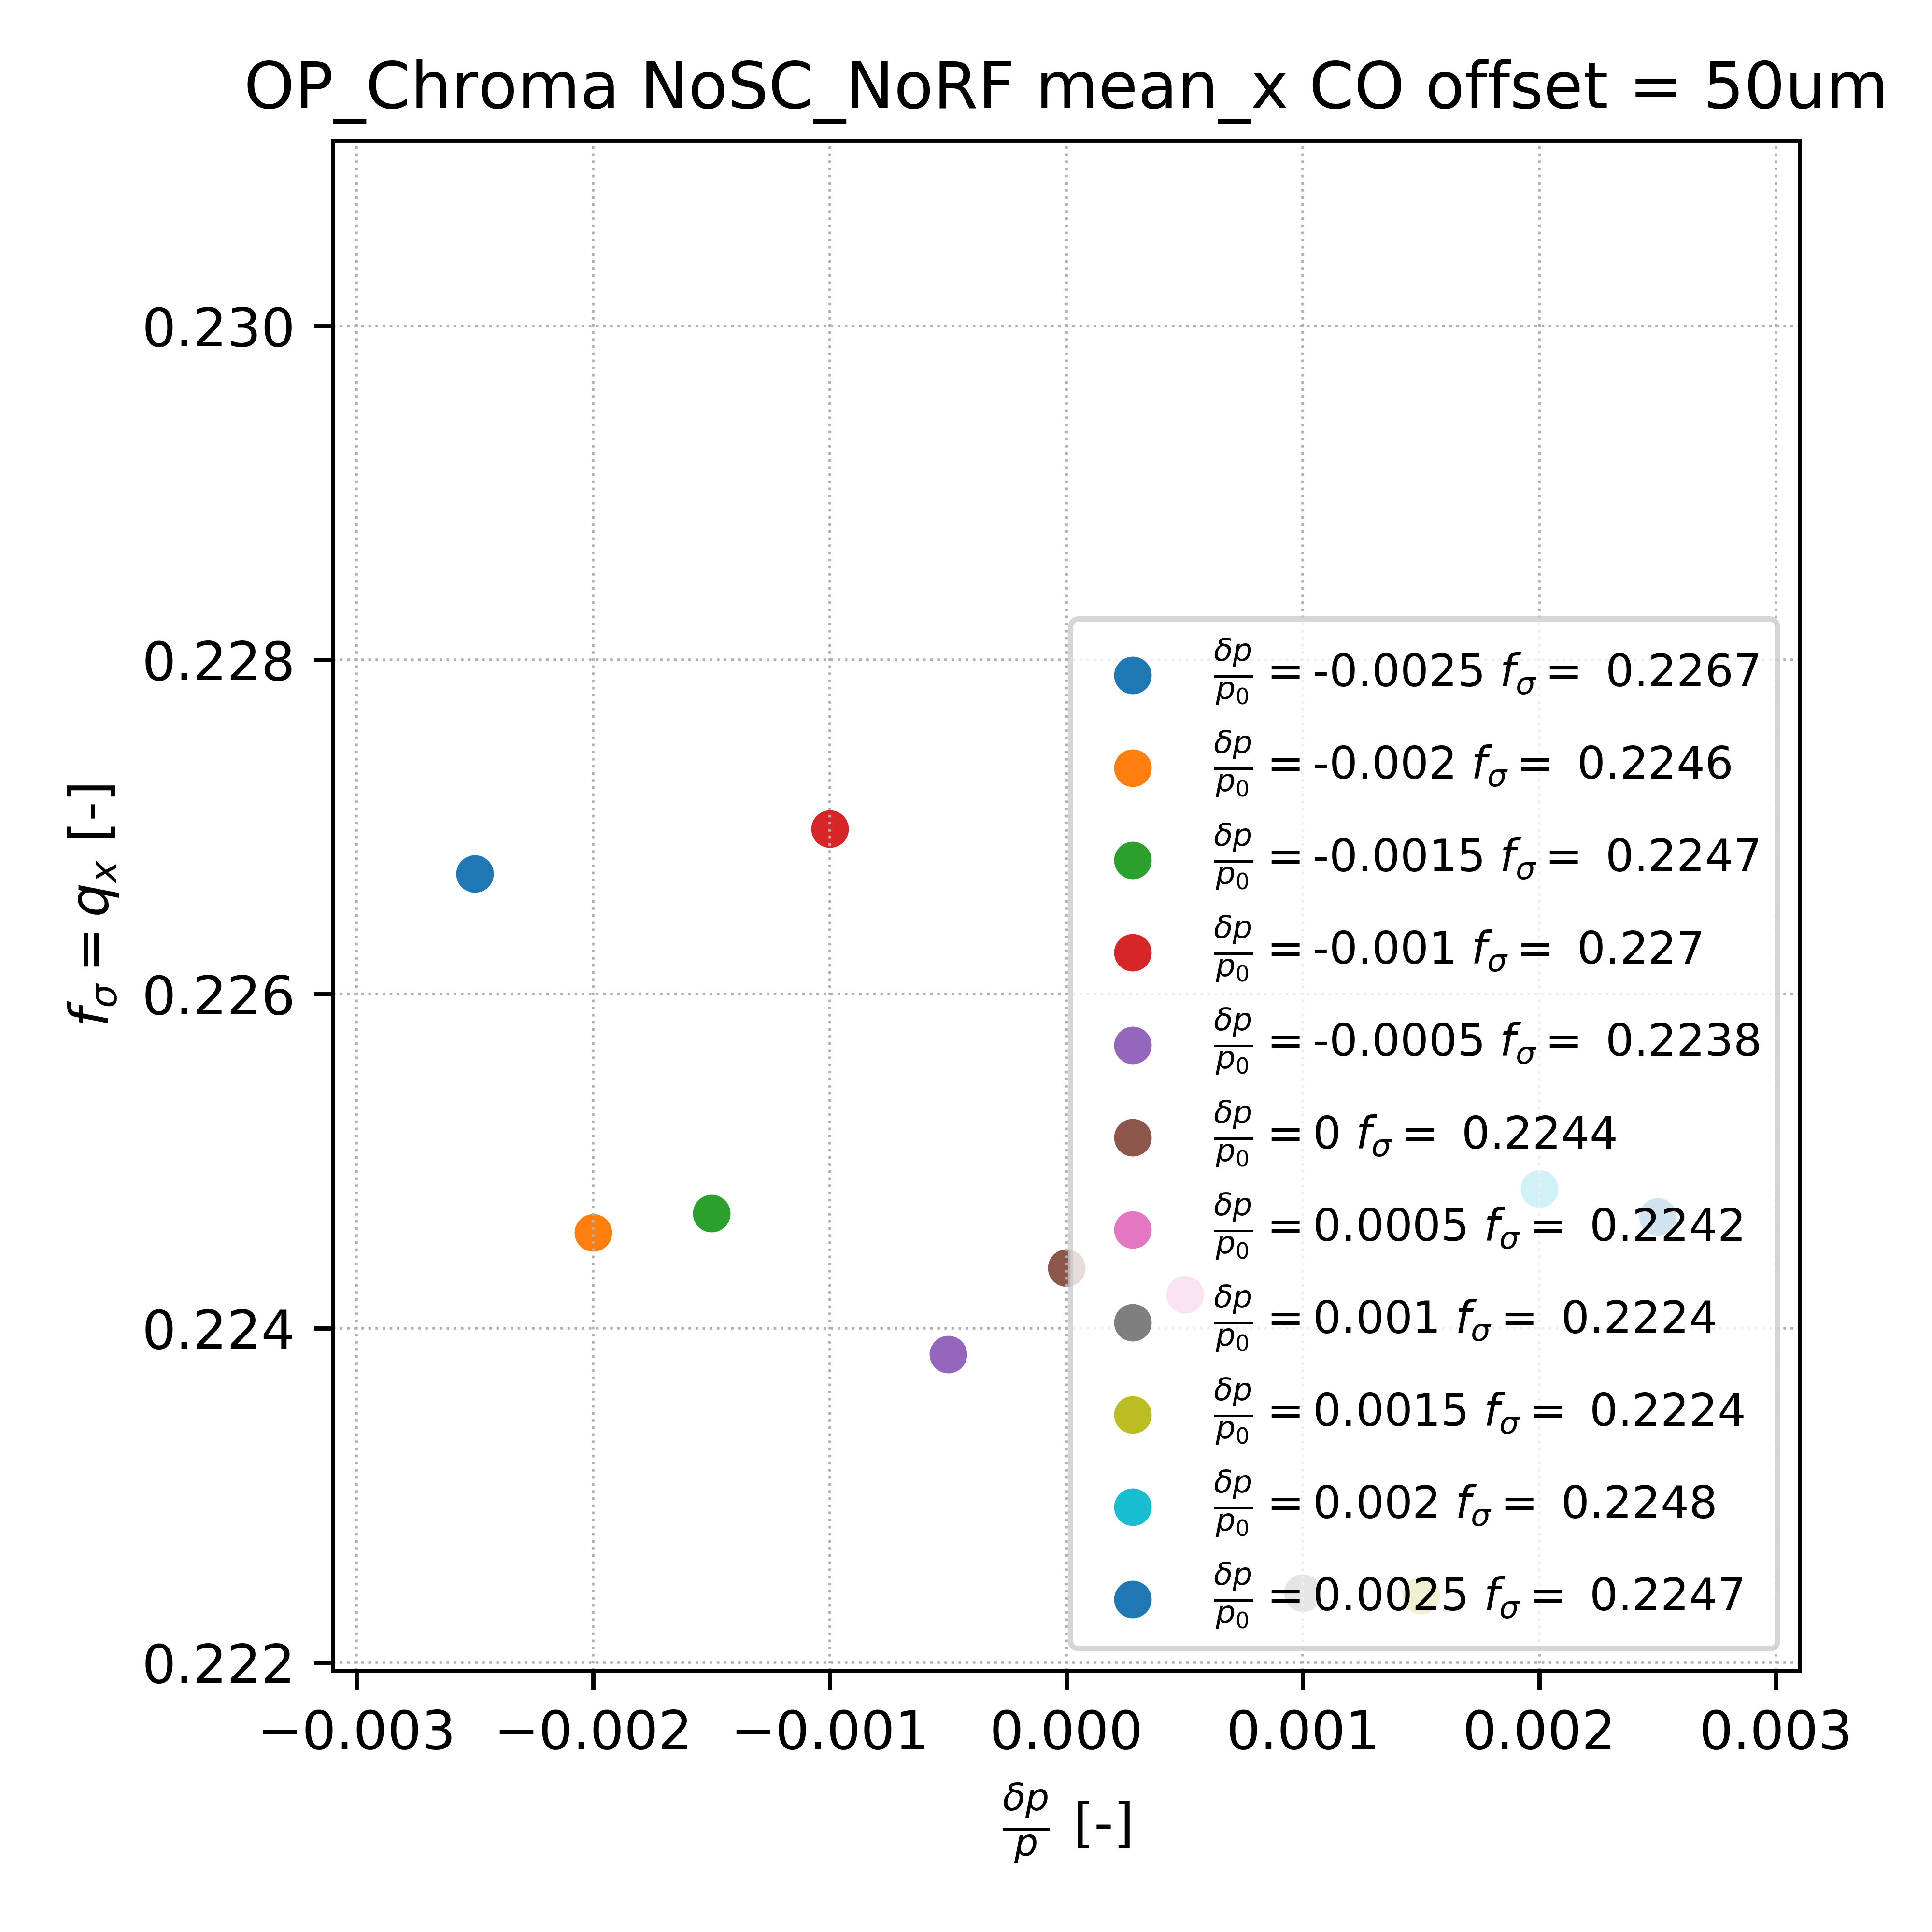 OP_Chroma NoSC_NoRF mean_x CO offset = 50um
0.230
0.228
0.226
0.224
0.222
f_σ = q_x [-]
δp/p₀ = -0.0025 f_σ = 0.2267
δp/p₀ = -0.002 f_σ = 0.2246
δp/p₀ = -0.0015 f_σ = 0.2247
δp/p₀ = -0.001 f_σ = 0.227
δp/p₀ = -0.0005 f_σ = 0.2238
δp/p₀ = 0 f_σ = 0.2244
δp/p₀ = 0.0005 f_σ = 0.2242
δp/p₀ = 0.001 f_σ = 0.2224
δp/p₀ = 0.0015 f_σ = 0.2224
δp/p₀ = 0.002 f_σ = 0.2248
δp/p₀ = 0.0025 f_σ = 0.2247
−0.003 −0.002 −0.001 0.000 0.001 0.002 0.003
δp/p [-]